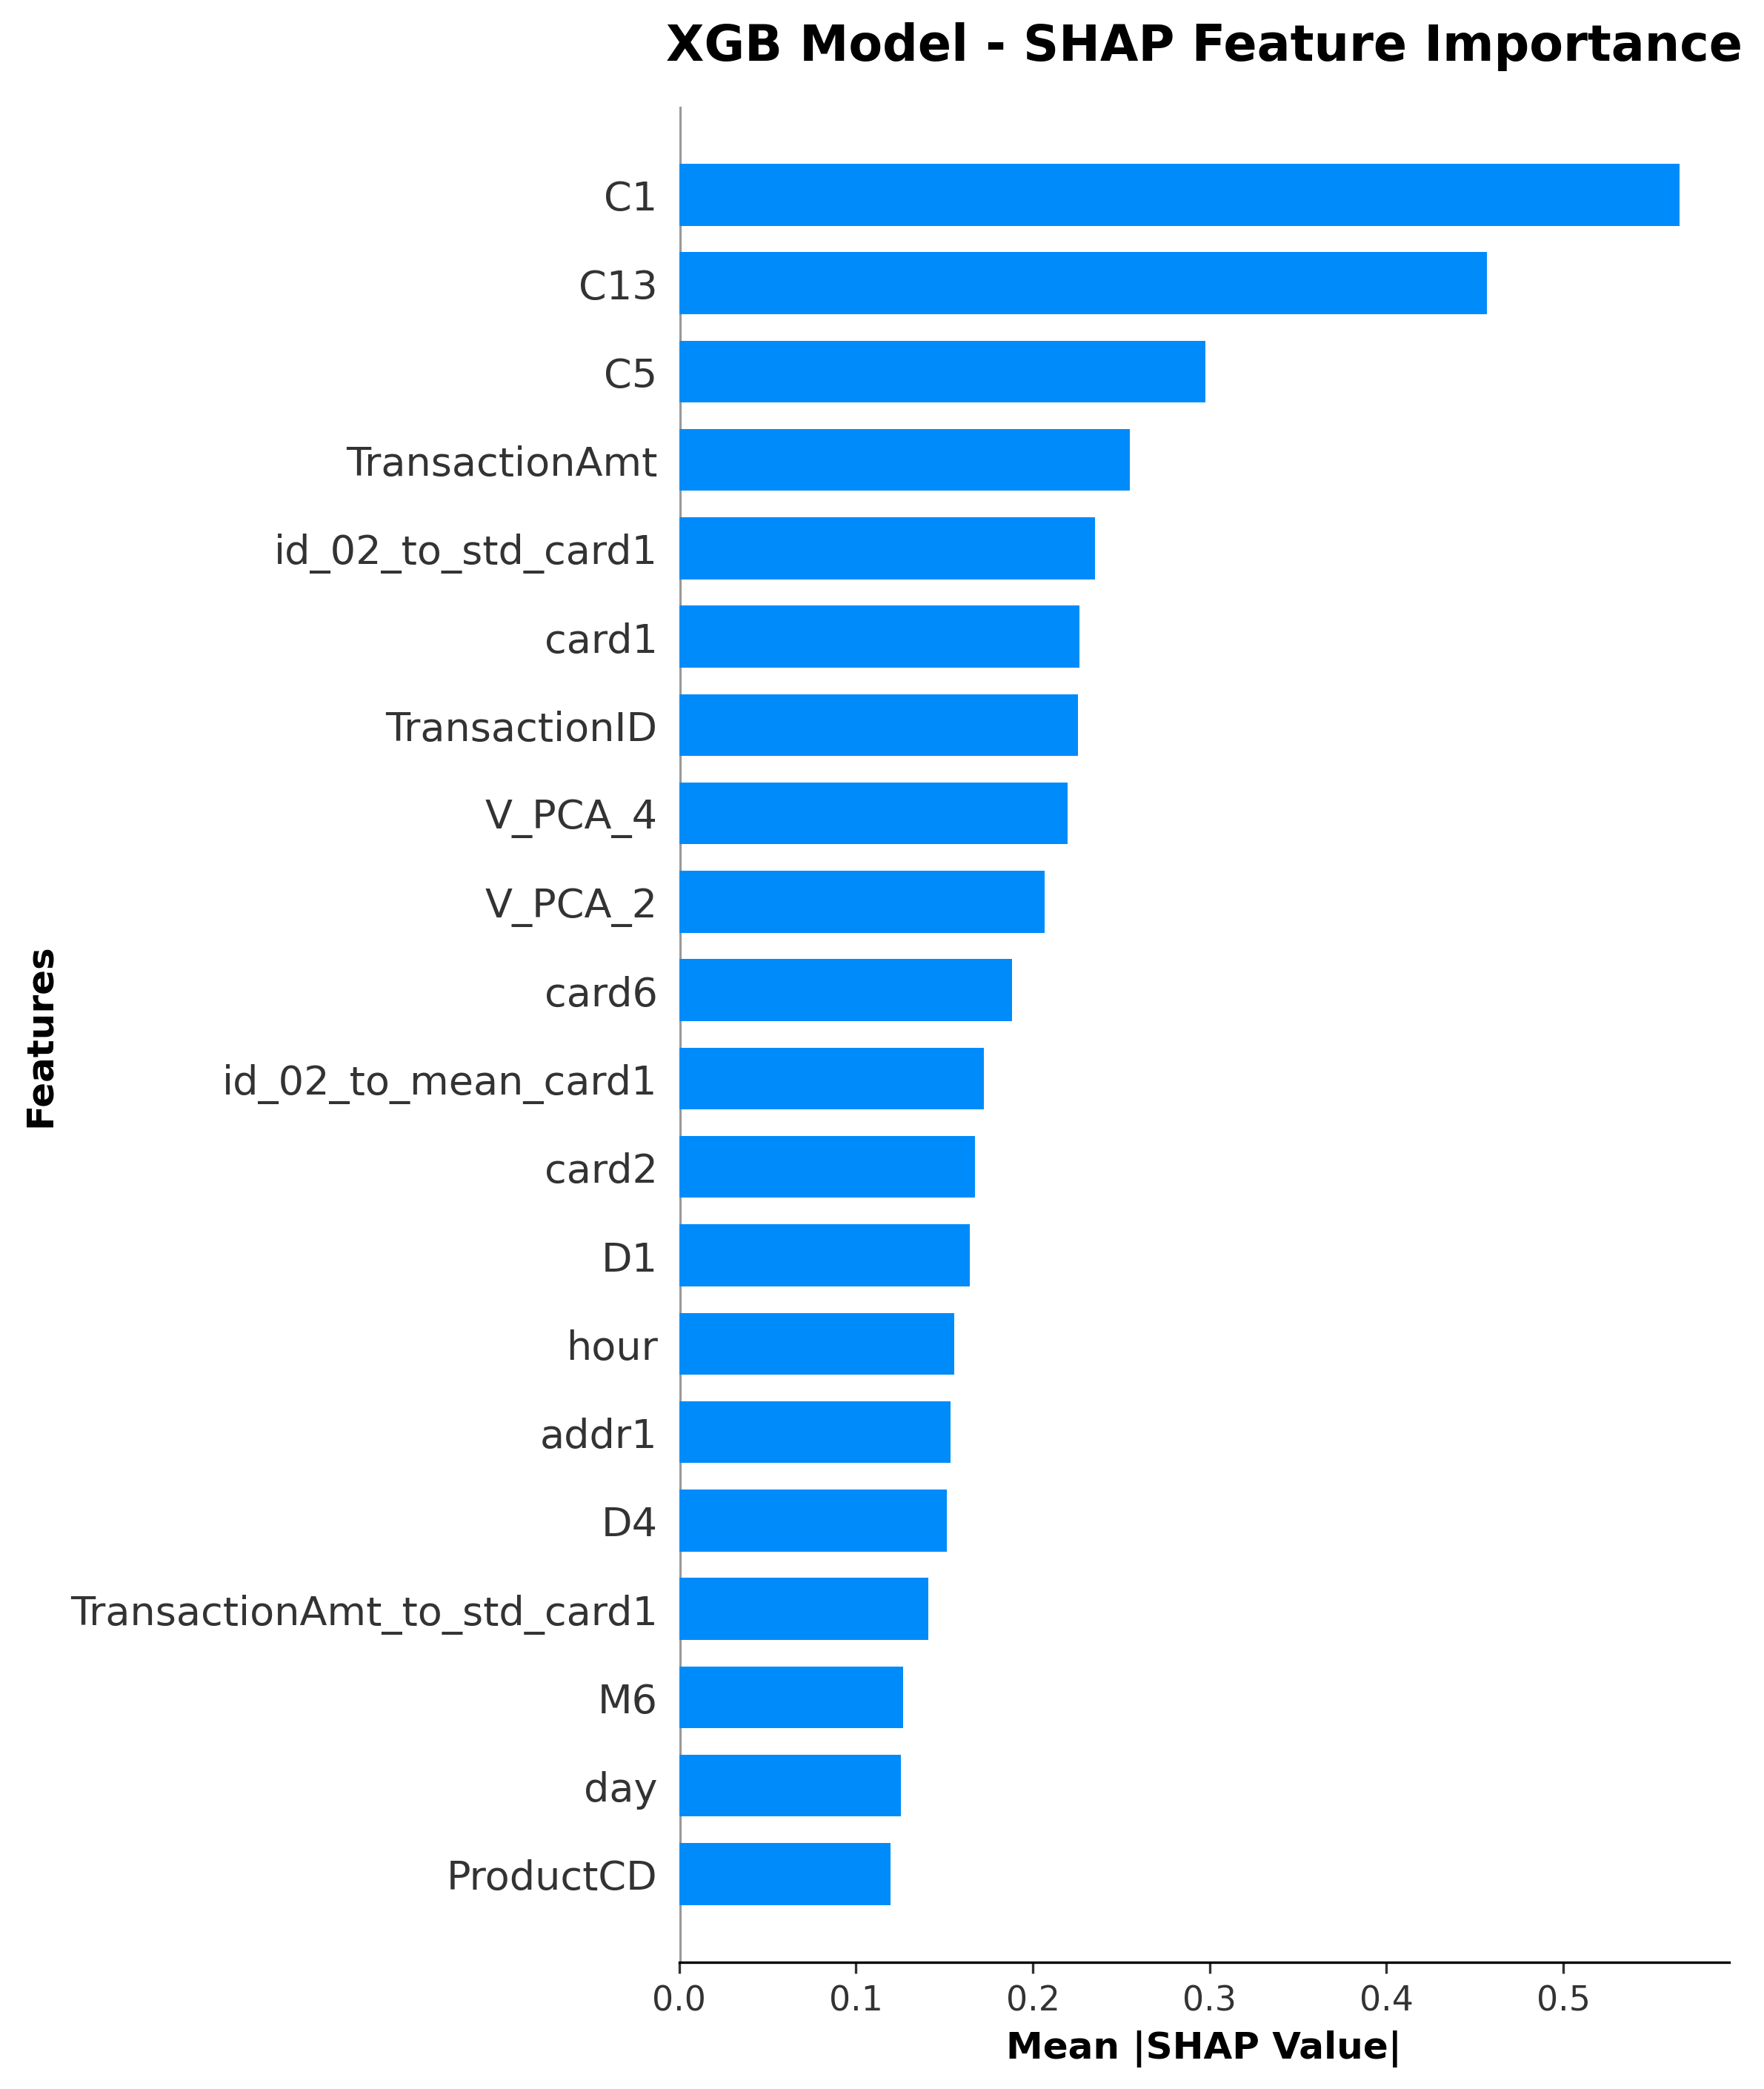 XGB Model - SHAP Feature Importance
C1
C13
C5
TransactionAmt
id_02_to_std_card1
card1
TransactionID
V_PCA_4
V_PCA_2
card6
id_02_to_mean_card1
card2
D1
hour
addr1
D4
TransactionAmt_to_std_card1
M6
day
ProductCD
Features
0.0 0.1 0.2 0.3 0.4 0.5
Mean |SHAP Value|